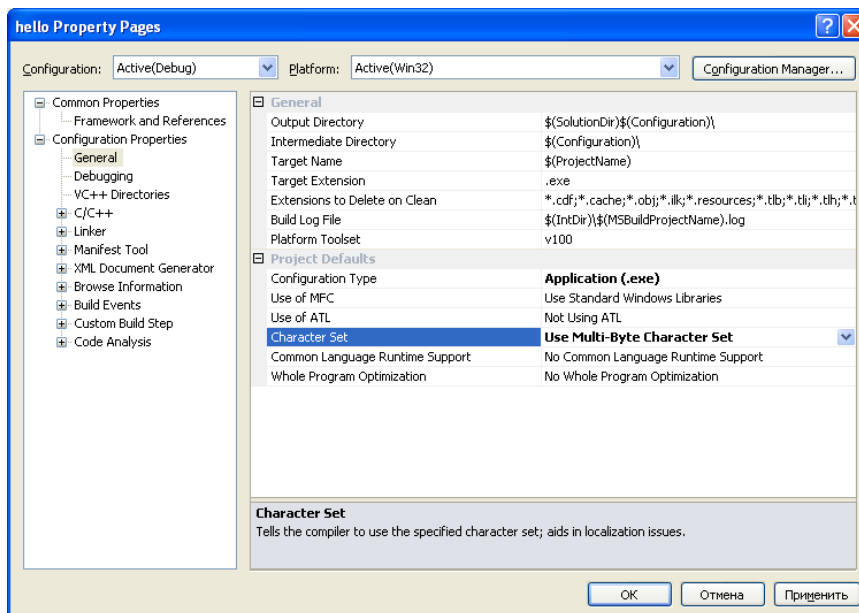 hello Property Pages
Configuration: Active(Debug) Platform: Active(Win32) Configuration Manager...
Common Properties
Framework and References
Configuration Properties
General
Debugging
VC++ Directories
C/C++
Linker
Manifest Tool
XML Document Generator
Browse Information
Build Events
Custom Build Step
Code Analysis
General
Output Directory $(SolutionDir)$(Configuration)\
Intermediate Directory $(Configuration)\
Target Name $(ProjectName)
Target Extension .exe
Extensions to Delete on Clean *.cdf;*.cache;*.obj;*.ilk;*.resources;*.tlb;*.tli;*.tlh;*.t
Build Log File $(IntDir)\$(MSBuildProjectName).log
Platform Toolset v100
Project Defaults
Configuration Type Application (.exe)
Use of MFC Use Standard Windows Libraries
Use of ATL Not Using ATL
Character Set Use Multi-Byte Character Set
Common Language Runtime Support No Common Language Runtime Support
Whole Program Optimization No Whole Program Optimization
Character Set
Tells the compiler to use the specified character set; aids in localization issues.
OK Отмена Применить